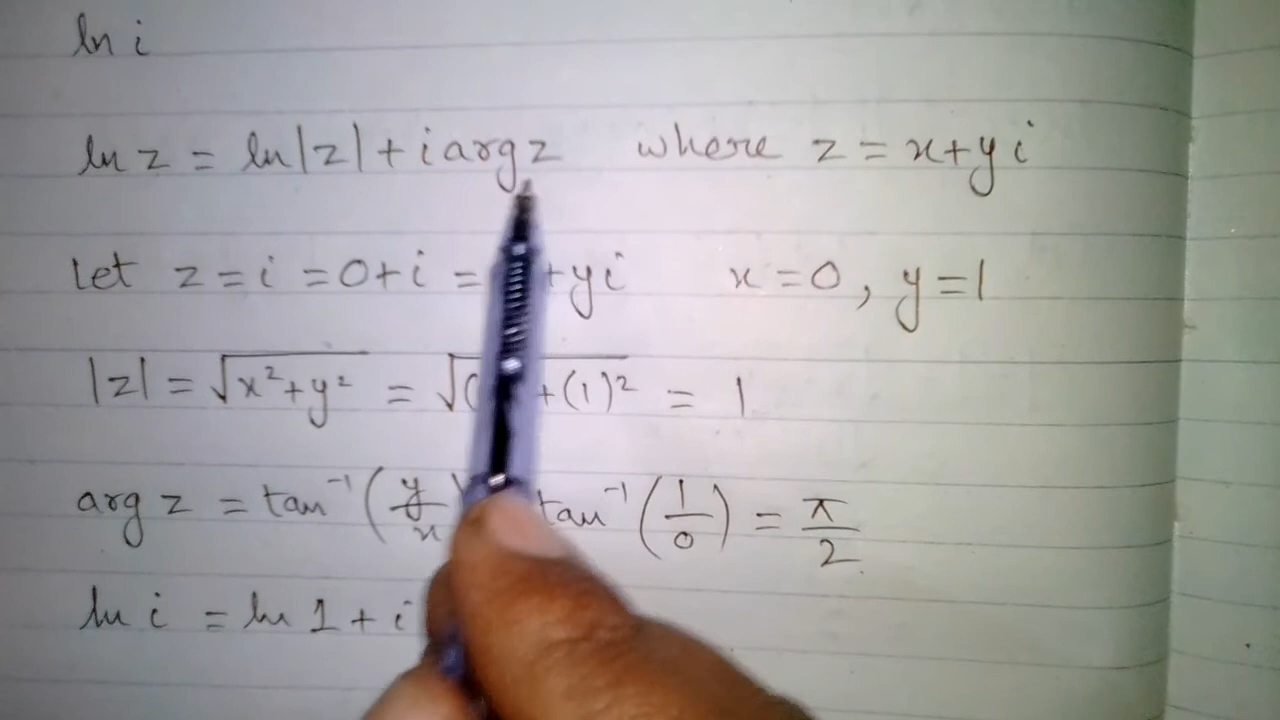 ln i
ln z = ln|z| + i arg z where z = x+yi
Let z = i = 0+i = +yi x=0, y=1
|z| = √x²+y² = √( +(1)² = 1
arg z = tan⁻¹(y/x) tan⁻¹(1/0) = π/2
ln i = ln 1 + i